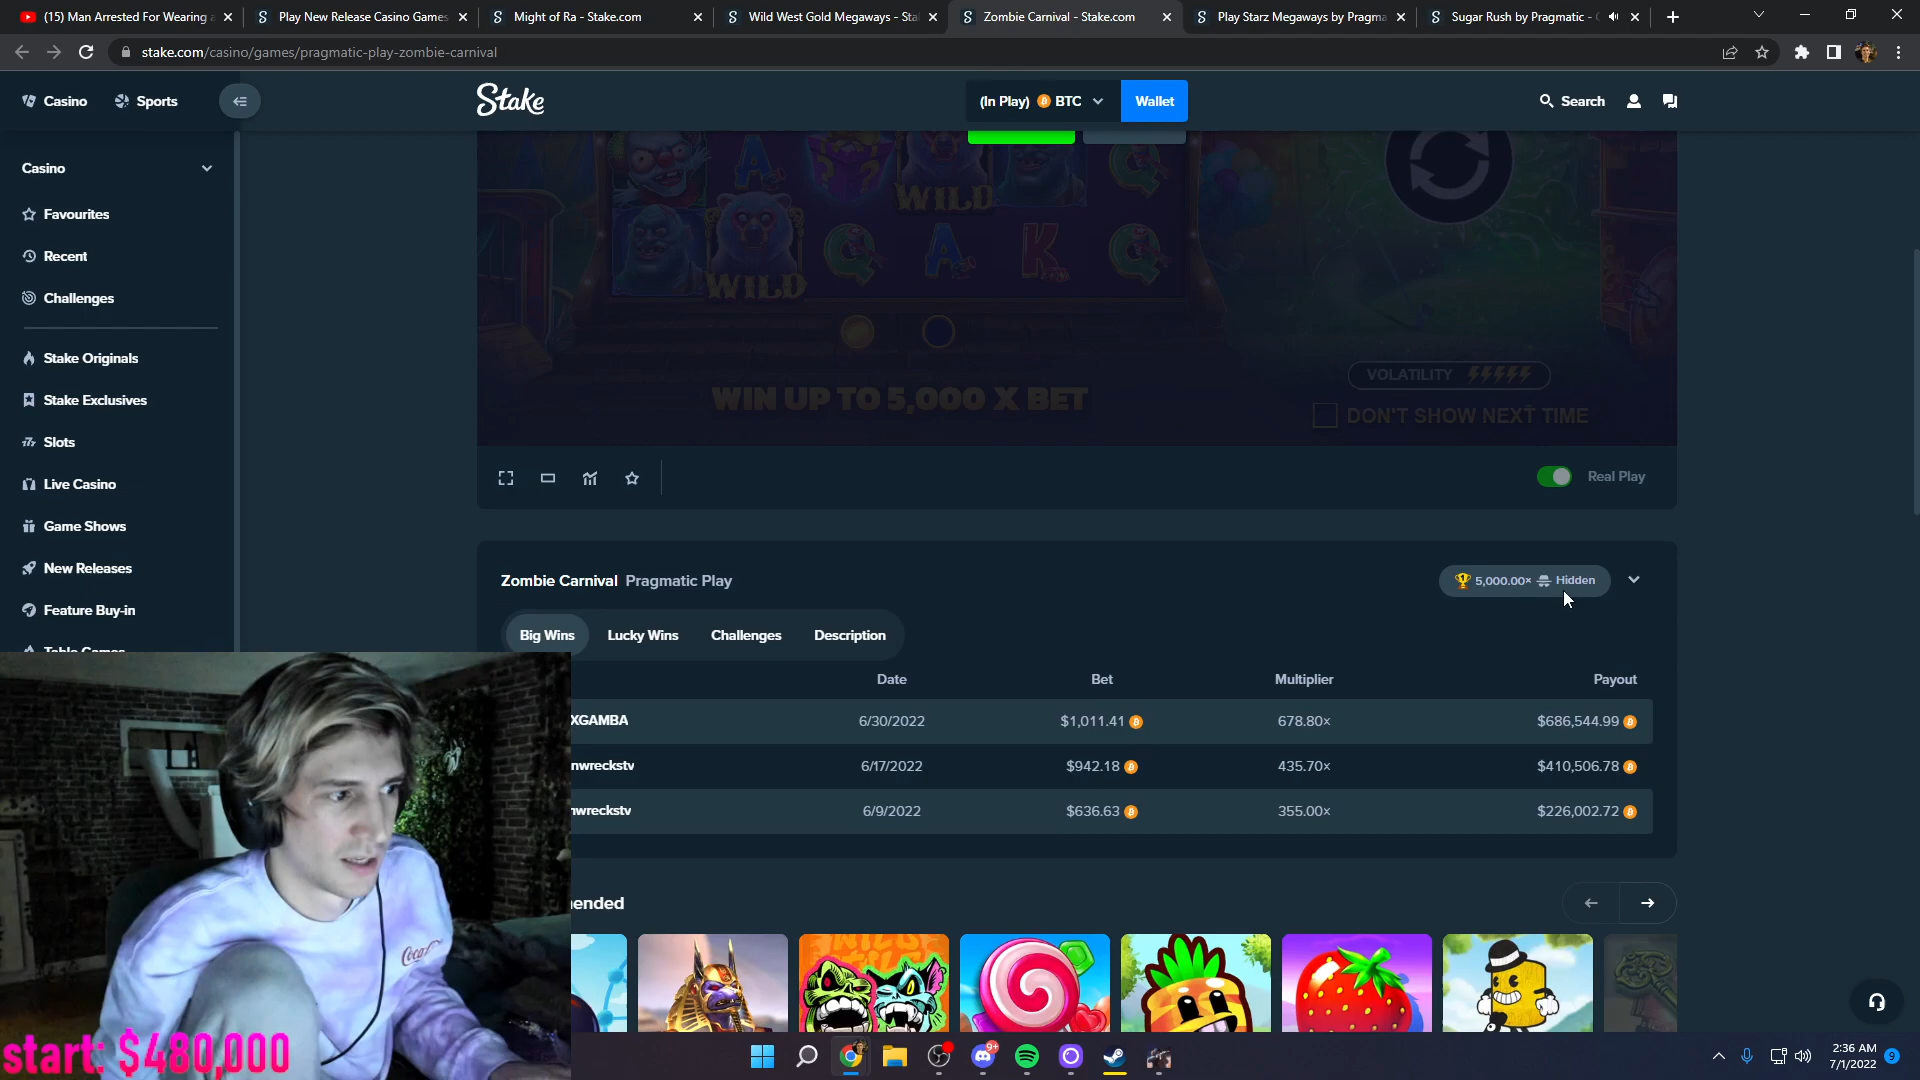 (15) Man Arrested For Wearing a
Play New Release Casino Games
Might of Ra - Stake.com
Wild West Gold Megaways - Sta
Zombie Carnival - Stake.com
Play Starz Megaways by Pragma
Sugar Rush by Pragmatic -
stake.com/casino/games/pragmatic-play-zombie-carnival
Casino
Sports
Stake
(In Play) BTC
Wallet
Search
Casino
Favourites
Recent
Challenges
Stake Originals
Stake Exclusives
Slots
Live Casino
Game Shows
New Releases
Feature Buy-in
A
WILD
Q
WILD
Q
A
K
Q
WIN UP TO 5,000 X BET
VOLATILITY
DON'T SHOW NEXT TIME
Real Play
Zombie Carnival Pragmatic Play
5,000.00× Hidden
Big Wins
Lucky Wins
Challenges
Description
Date Bet Multiplier Payout
XGAMBA 6/30/2022 $1,011.41 678.80× $686,544.99
nwreckstv 6/17/2022 $942.18 435.70× $410,506.78
nwreckstv 6/9/2022 $636.63 355.00× $226,002.72
ended
Coca
start: $480,000
9+
2:36 AM
7/1/2022
9